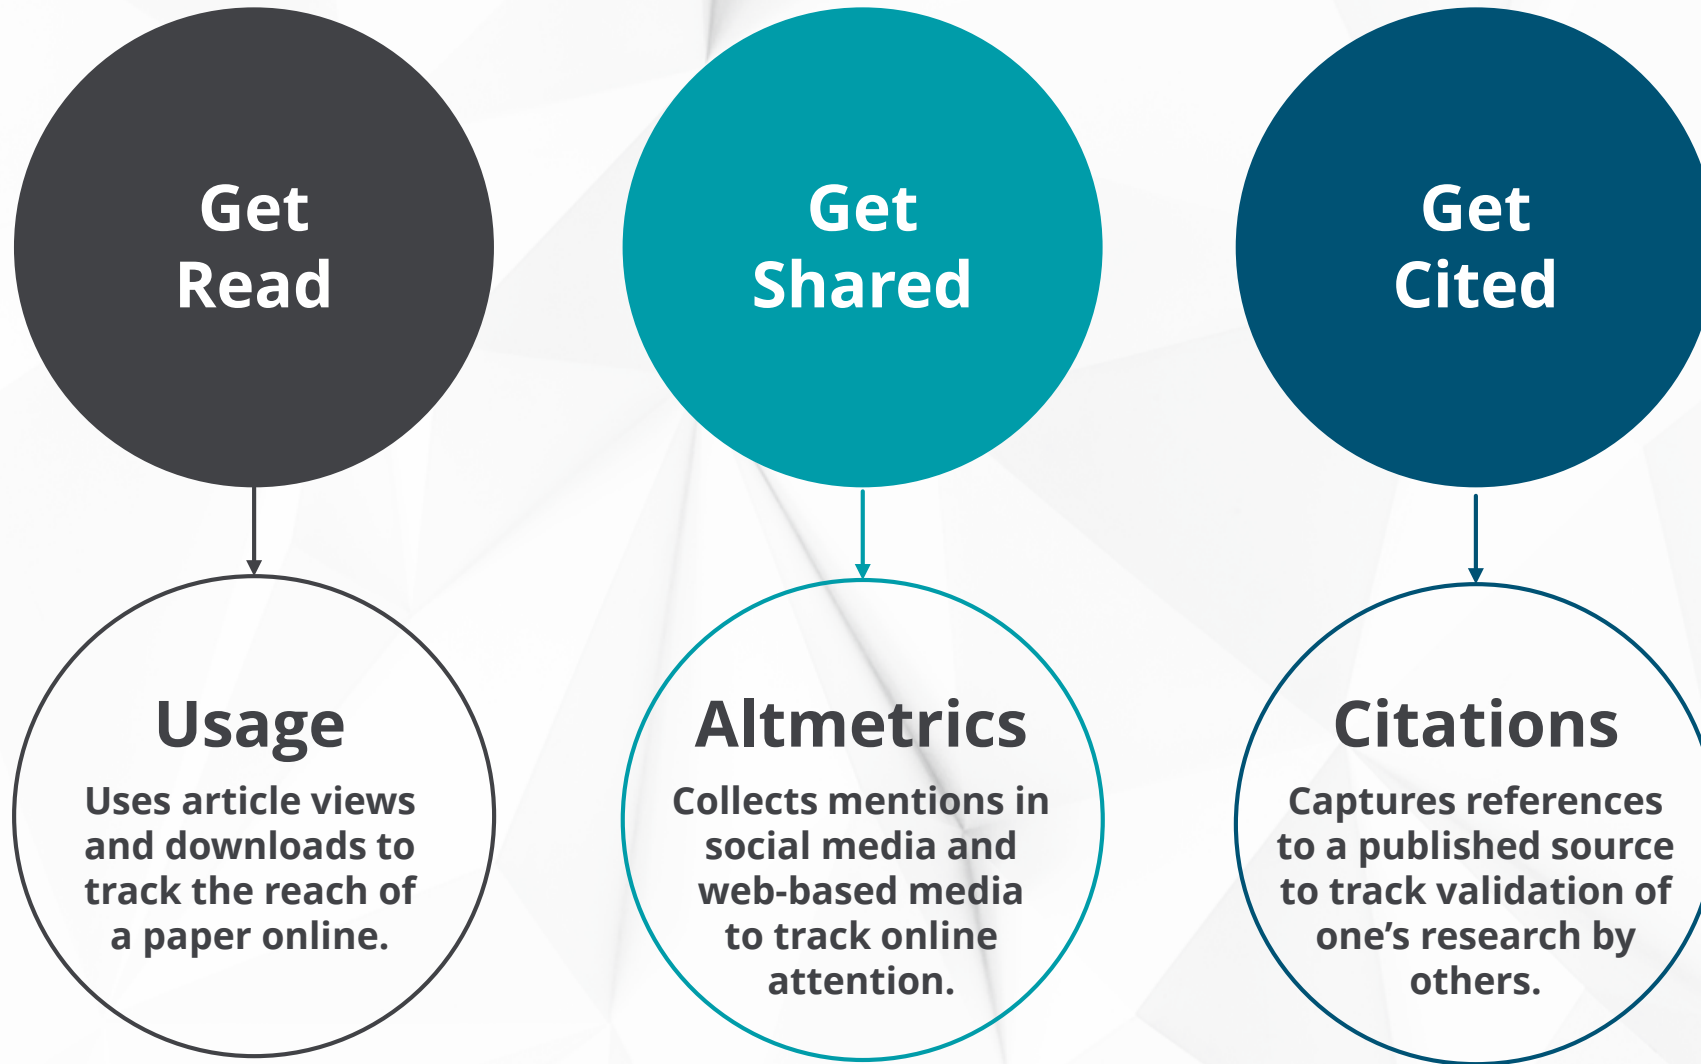 Get
Read
Get
Shared
Get
Cited
Usage
Uses article views
and downloads to
track the reach of
a paper online.
Altmetrics
Collects mentions in
social media and
web-based media
to track online
attention.
Citations
Captures references
to a published source
to track validation of
one’s research by
others.